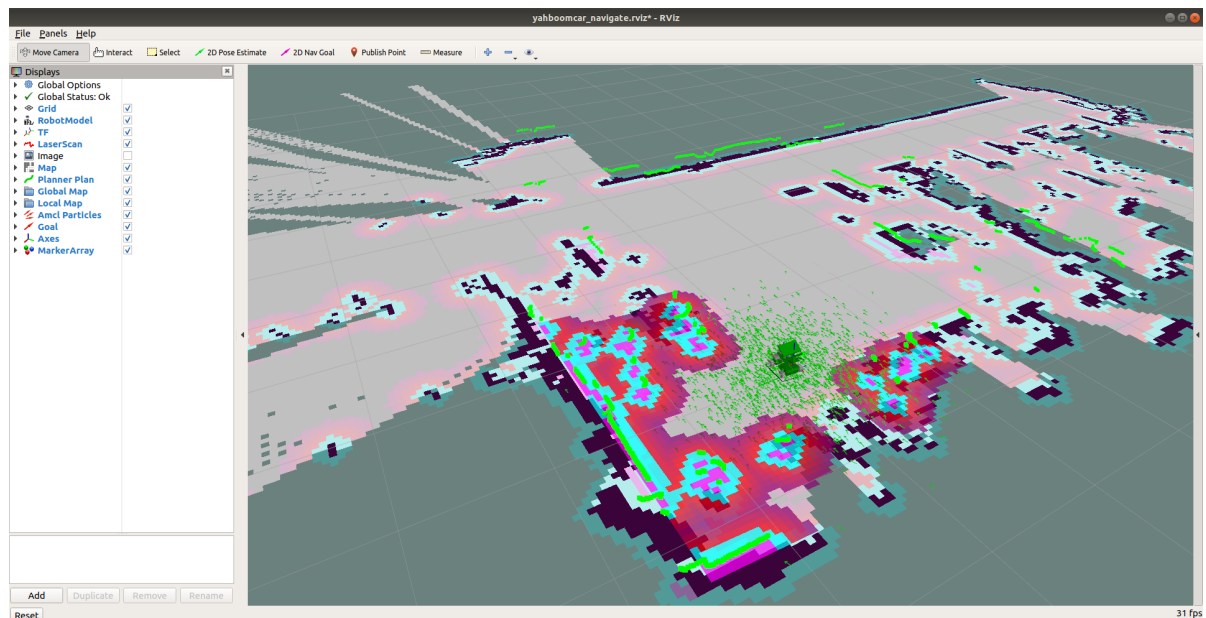 yahboomcar_navigate.rviz* - RViz
File Panels Help
Move Camera Interact Select 2D Pose Estimate 2D Nav Goal Publish Point Measure
Displays
Global Options
Global Status: Ok
Grid
RobotModel
TF
LaserScan
Image
Map
Planner Plan
Global Map
Local Map
Amcl Particles
Goal
Axes
MarkerArray
Add Duplicate Remove Rename
Reset
31 fps